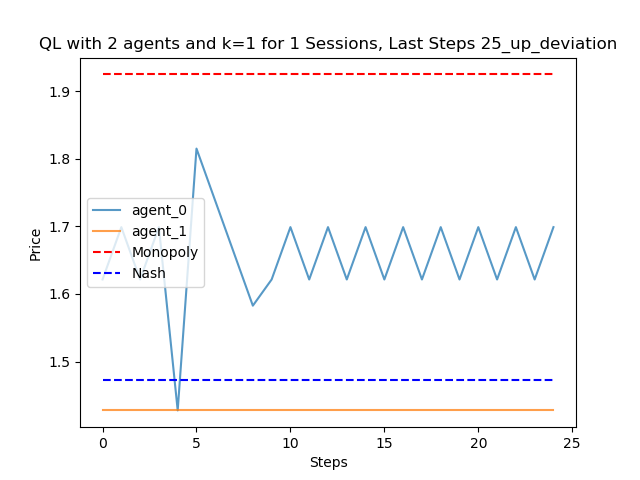 QL with 2 agents and k=1 for 1 Sessions, Last Steps 25_up_deviation
Price
1.9
1.8
1.7
1.6
1.5
agent_0
agent_1
Monopoly
Nash
0
5
10
15
20
25
Steps